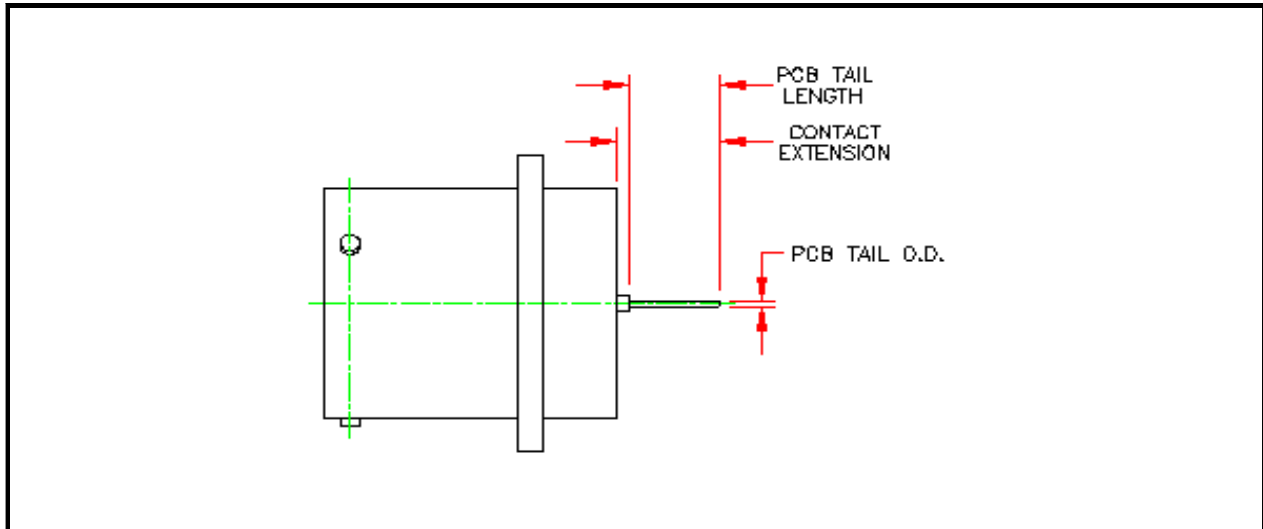 PCB TAIL
LENGTH
CONTACT
EXTENSION
PCB TAIL O.D.